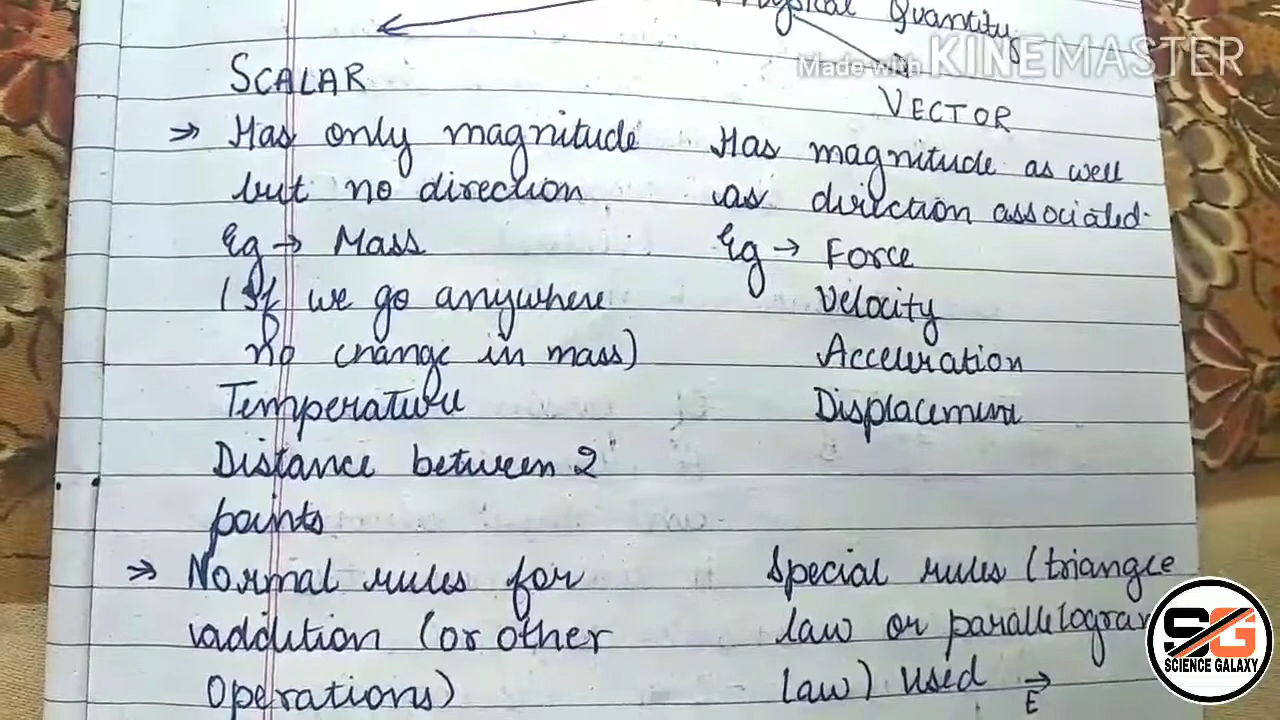 Physical Quantity
Made with KINEMASTER
SCALAR
VECTOR
⇒ Has only magnitude
but no direction
Eg → Mass
(If we go anywhere
no change in mass)
Temperature
Distance between 2
points
⇒ Normal rules for
addition (or other
Operations)
Has magnitude as well
as direction associated.
Eg → Force
Velocity
Acceleration
Displacement
Special rules (triangle
law or parallelogram
law) used
E
SG
SCIENCE GALAXY